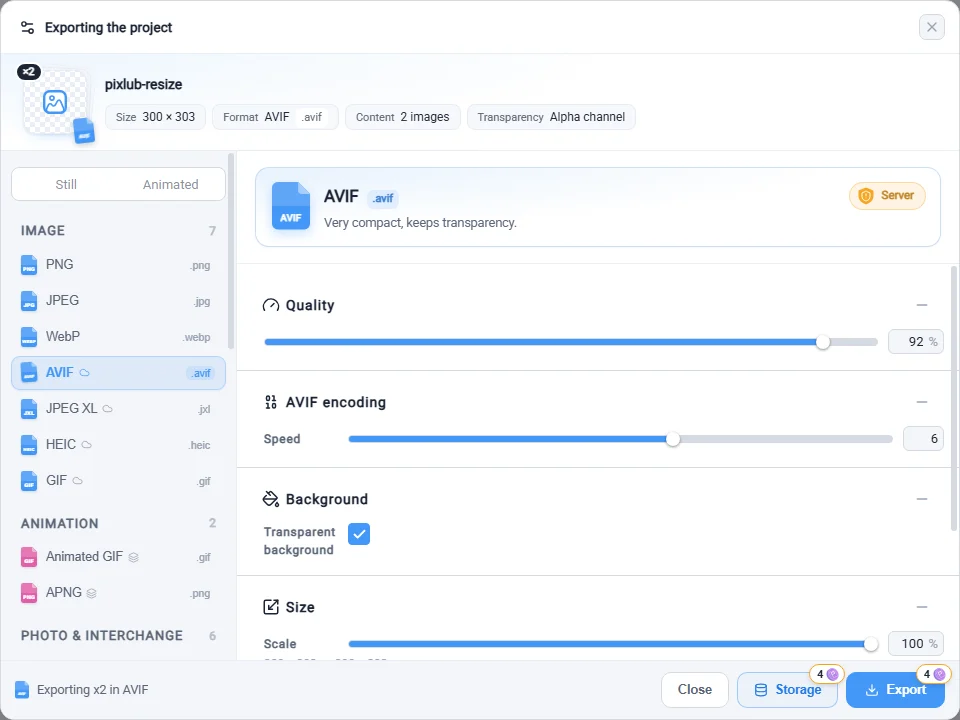 Exporting the project
x2
pixlub-resize
Size 300 × 303 Format AVIF .avif Content 2 images Transparency Alpha channel
Still Animated
IMAGE 7
PNG .png
JPEG .jpg
WebP .webp
AVIF .avif
JPEG XL .jxl
HEIC .heic
GIF .gif
ANIMATION 2
Animated GIF .gif
APNG .png
PHOTO & INTERCHANGE 6
AVIF
AVIF .avif
Very compact, keeps transparency.
Server
Quality
92 %
AVIF encoding
Speed 6
Background
Transparent
background
Size
Scale 100 %
Exporting x2 in AVIF
Close
Storage 4
Export 4